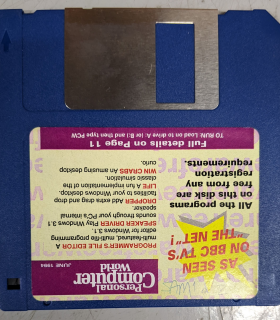 Personal
Computer
World
JUNE 1994
AS SEEN
ON BBC TV'S
"THE NET"!
All the programs
on this disk are
free from any
registration
requirements.
PROGRAMMER'S FILE EDITOR
multi-featured, multi-file programming
editor for Windows 3.1.
SPEAKER DRIVER Play Windows 3.1
sounds through your PC's internal
speaker.
DROPPER Add extra drag and drop
facilities to your Windows desktop.
LIFE A fun implementation of the
classic simulation.
WIN CRABS An amusing desktop
curio.
Full details on Page 11
TO RUN: Load on to drive A: (or B:) and then type PCW